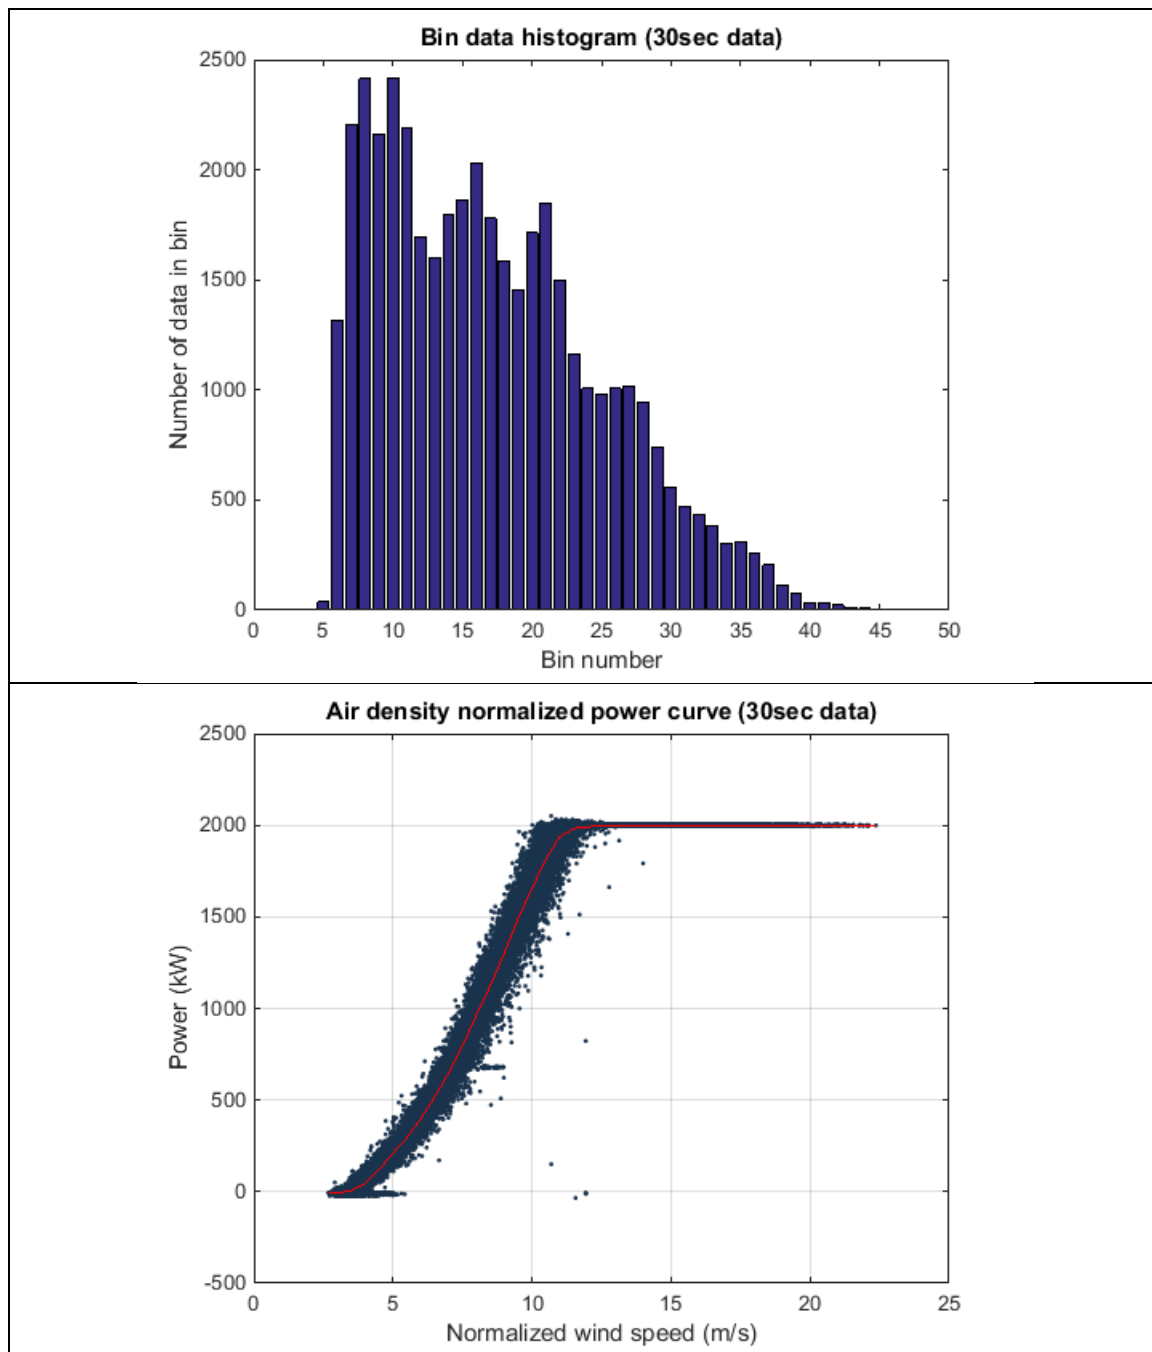 Bin data histogram (30sec data)
2500
2000
1500
1000
500
0
0 5 10 15 20 25 30 35 40 45 50
Number of data in bin
Bin number
Air density normalized power curve (30sec data)
2500
2000
1500
1000
500
0
-500
0 5 10 15 20 25
Power (kW)
Normalized wind speed (m/s)